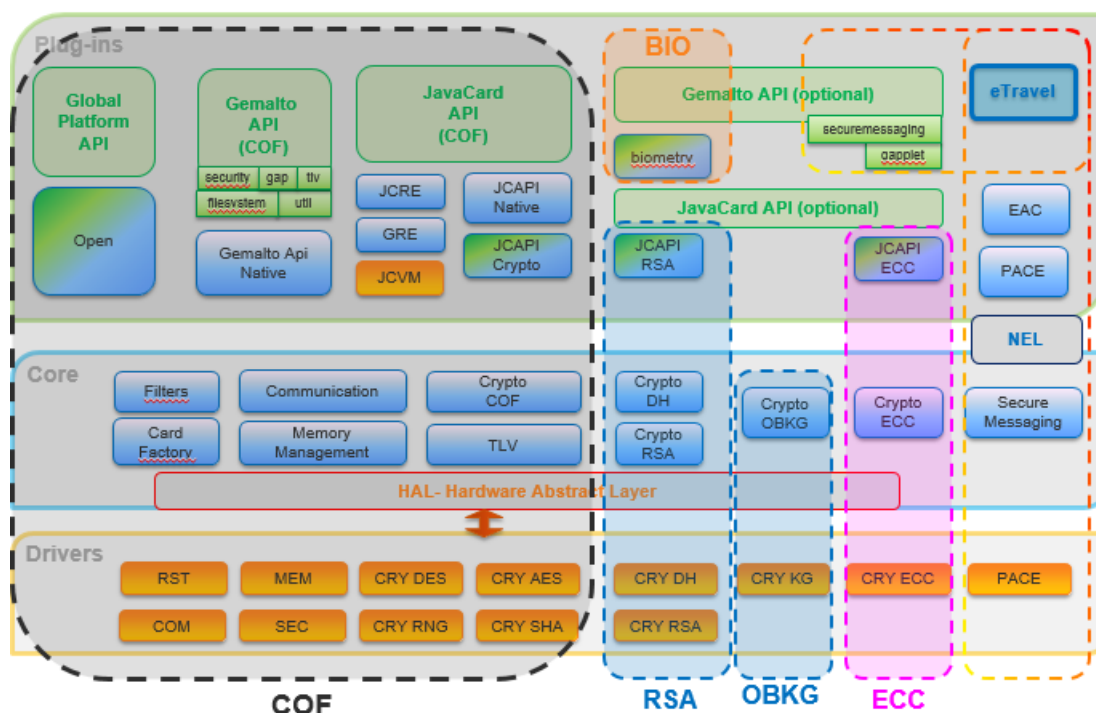 Plug-ins
BIO
Global
Platform
API
Gemalto
API
(COF)
JavaCard
API
(COF)
Gemalto API (optional)
eTravel
securemessaging
gapplet
biometry
security
gap
tlv
filesystem
util
JCRE
JCAPI
Native
JavaCard API (optional)
EAC
Open
GRE
Gemalto Api
Native
JCAPI
Crypto
JCAPI
RSA
JCAPI
ECC
PACE
JCVM
NEL
Core
Filters
Communication
Crypto
COF
Crypto
DH
Crypto
OBKG
Crypto
ECC
Secure
Messaging
Card
Factory
Memory
Management
TLV
Crypto
RSA
HAL- Hardware Abstract Layer
Drivers
RST
MEM
CRY DES
CRY AES
CRY DH
CRY KG
CRY ECC
PACE
COM
SEC
CRY RNG
CRY SHA
CRY RSA
COF
RSA
OBKG
ECC